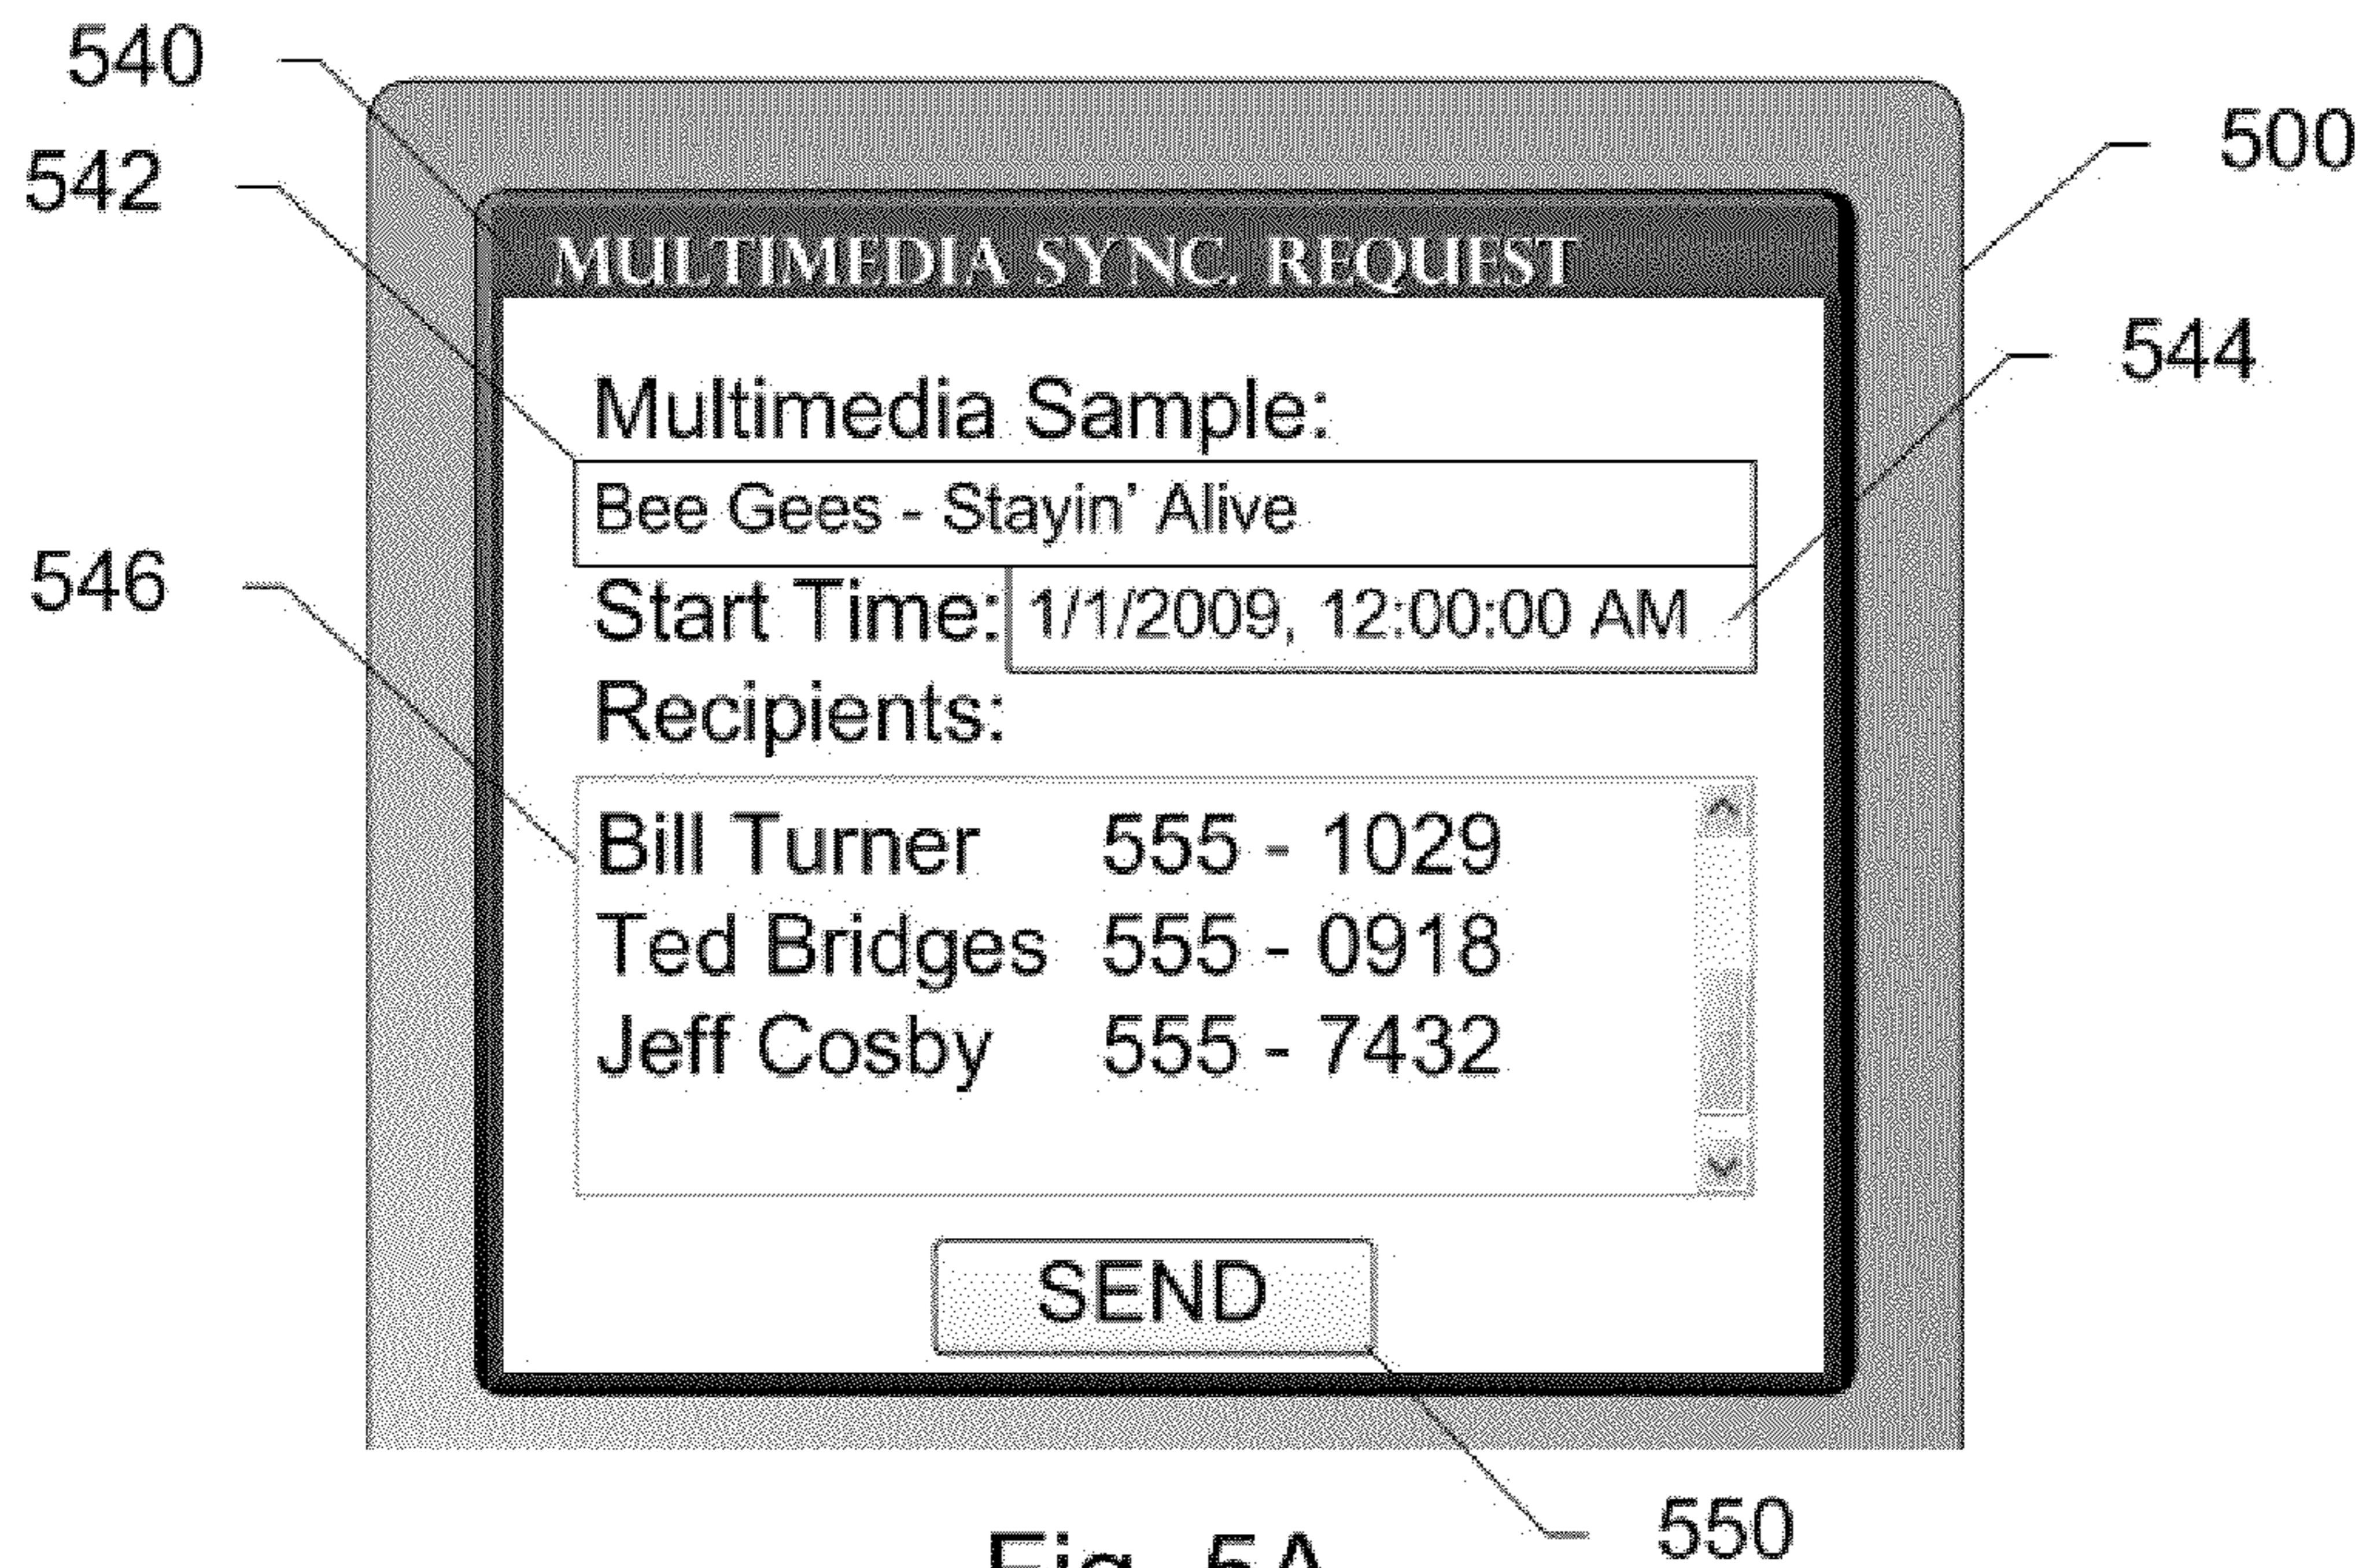 540
500
542
MULTIMEDIA SYNC. REQUEST
544
Multimedia Sample:
Bee Gees - Stayin' Alive
546
Start Time: 1/1/2009, 12:00:00 AM
Recipients:
Bill Turner 555 - 1029
Ted Bridges 555 - 0918
Jeff Cosby 555 - 7432
SEND
550
Fig. 5A